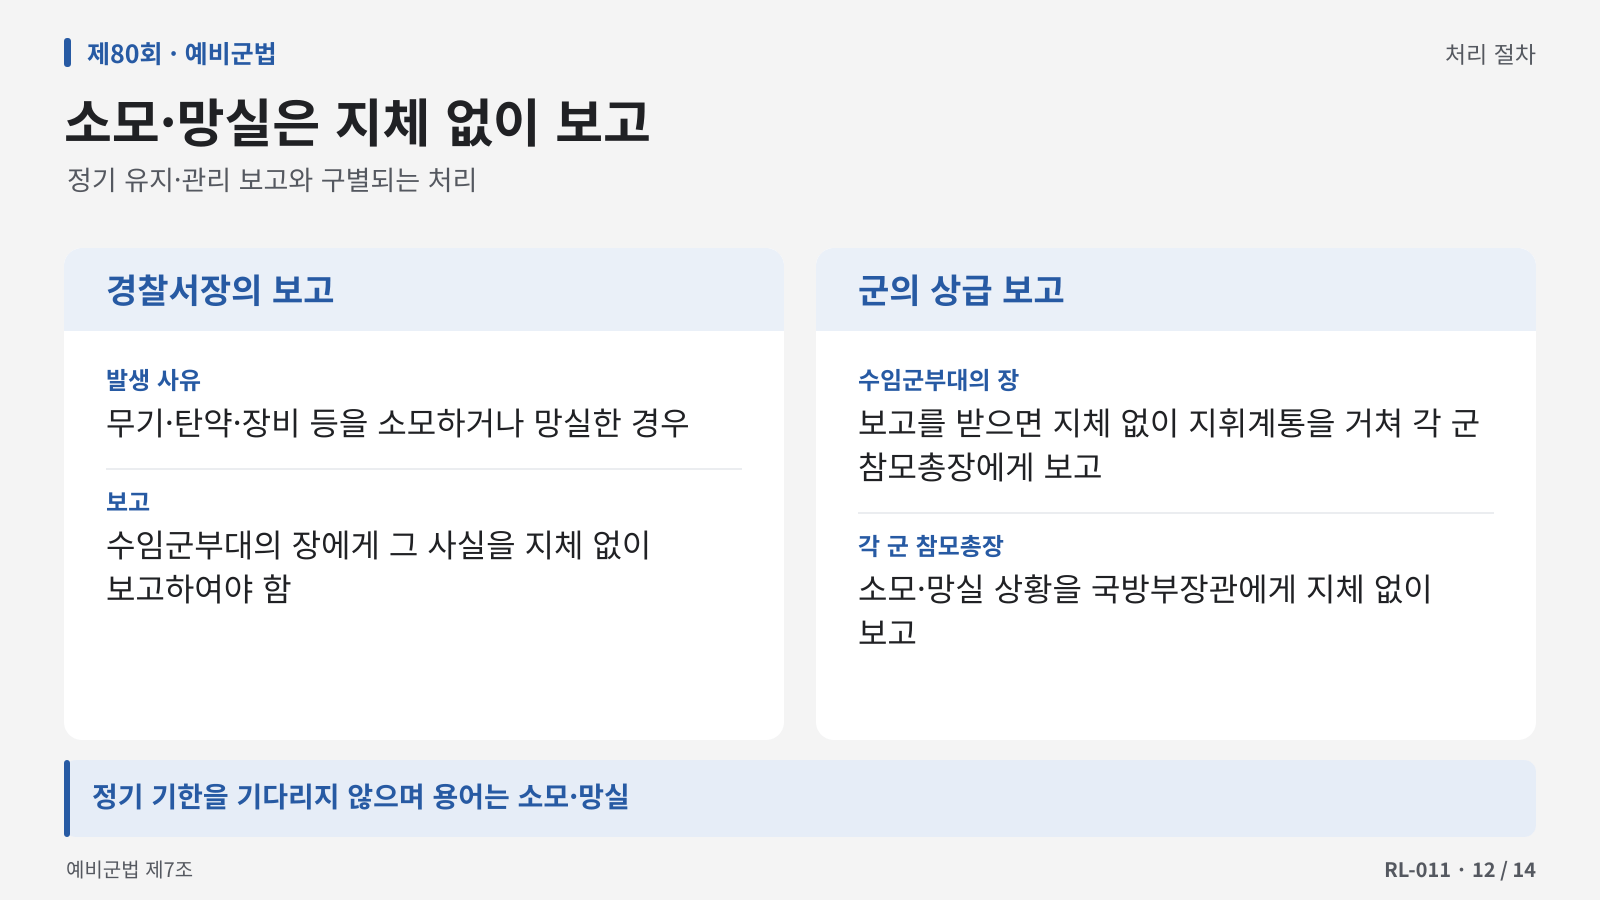 제80회 · 예비군법
처리 절차
소모·망실은 지체 없이 보고
정기 유지·관리 보고와 구별되는 처리
경찰서장의 보고
발생 사유
무기·탄약·장비 등을 소모하거나 망실한 경우
보고
수임군부대의 장에게 그 사실을 지체 없이
보고하여야 함
군의 상급 보고
수임군부대의 장
보고를 받으면 지체 없이 지휘계통을 거쳐 각 군
참모총장에게 보고
각 군 참모총장
소모·망실 상황을 국방부장관에게 지체 없이
보고
정기 기한을 기다리지 않으며 용어는 소모·망실
예비군법 제7조
RL-011 · 12 / 14